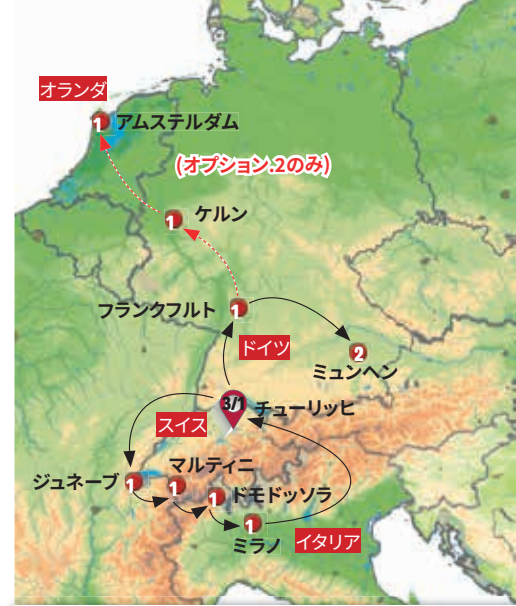 オランダ
1
アムステルダム
(オプション.2のみ)
1
ケルン
フランクフルト
1
ドイツ
2
ミュンヘン
3/1
チューリッヒ
スイス
マルティニ
ジュネーブ
1
1
1
ドモドッソラ
1
ミラノ
イタリア